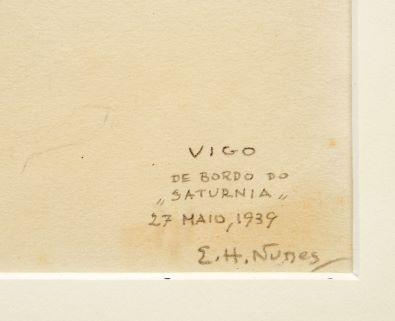 VIGO
DE BORDO DO
„SATURNIA„
27 MAIO, 1939
E. H. Nunes